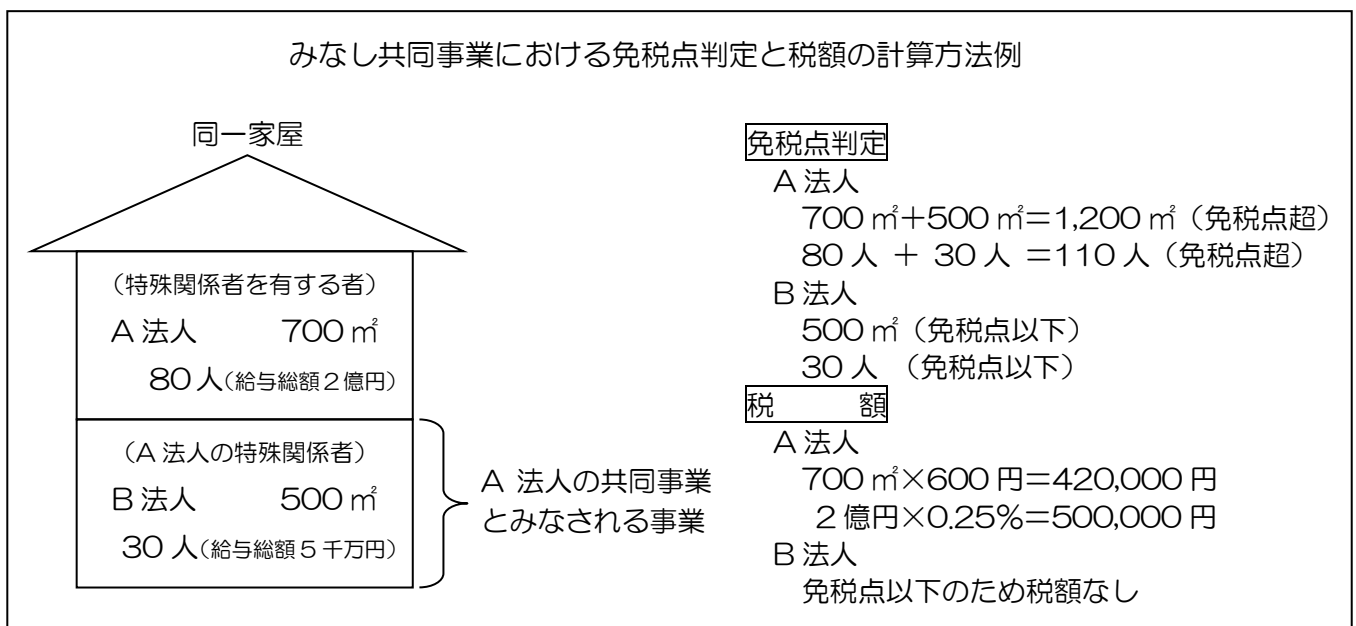 みなし共同事業における免税点判定と税額の計算方法例
同一家屋
(特殊関係者を有する者)
A法人 700㎡
80人(給与総額2億円)
(A法人の特殊関係者)
B法人 500㎡
30人(給与総額5千万円)
A 法人の共同事業
とみなされる事業
免税点判定
A法人
700㎡+500㎡=1,200㎡(免税点超)
80人 + 30人 =110人(免税点超)
B法人
500㎡(免税点以下)
30人 (免税点以下)
税 額
A法人
700㎡×600円=420,000円
2億円×0.25%=500,000円
B法人
免税点以下のため税額なし